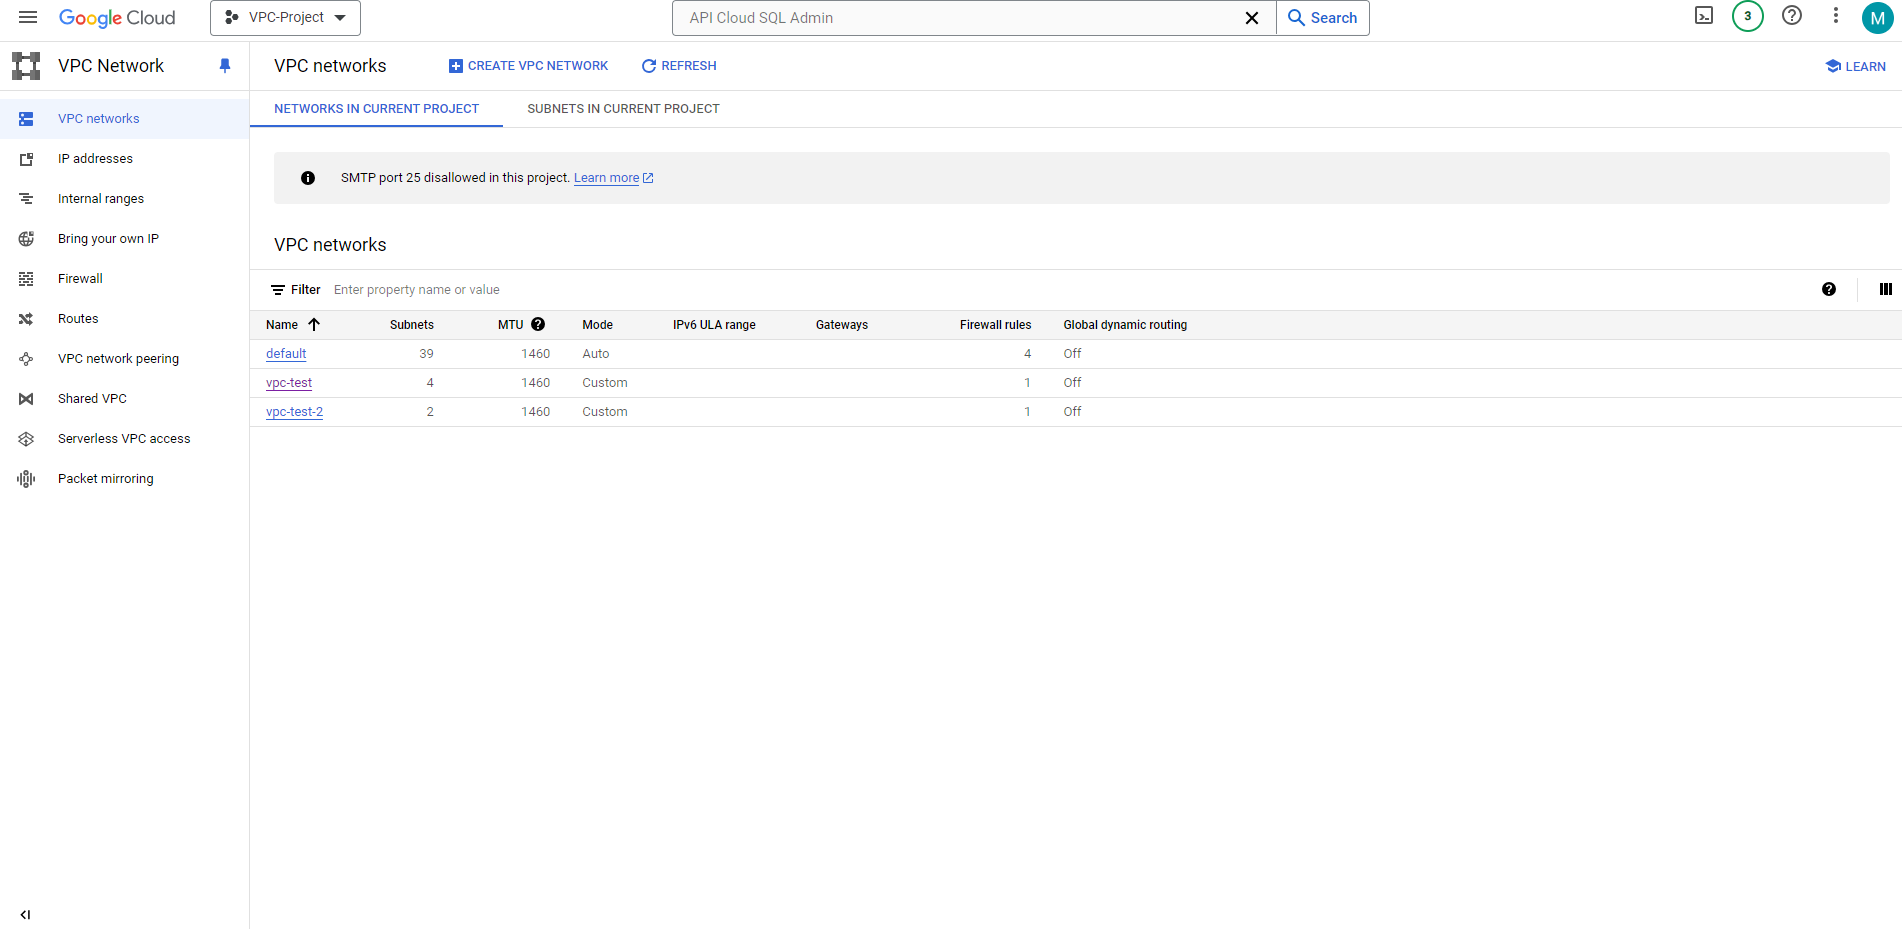 Google Cloud VPC-Project API Cloud SQL Admin Search 3 M
VPC Network
VPC networks
IP addresses
Internal ranges
Bring your own IP
Firewall
Routes
VPC network peering
Shared VPC
Serverless VPC access
Packet mirroring
VPC networks CREATE VPC NETWORK REFRESH LEARN
NETWORKS IN CURRENT PROJECT SUBNETS IN CURRENT PROJECT
SMTP port 25 disallowed in this project. Learn more
VPC networks
Filter Enter property name or value
Name Subnets MTU Mode IPv6 ULA range Gateways Firewall rules Global dynamic routing
default 39 1460 Auto 4 Off
vpc-test 4 1460 Custom 1 Off
vpc-test-2 2 1460 Custom 1 Off